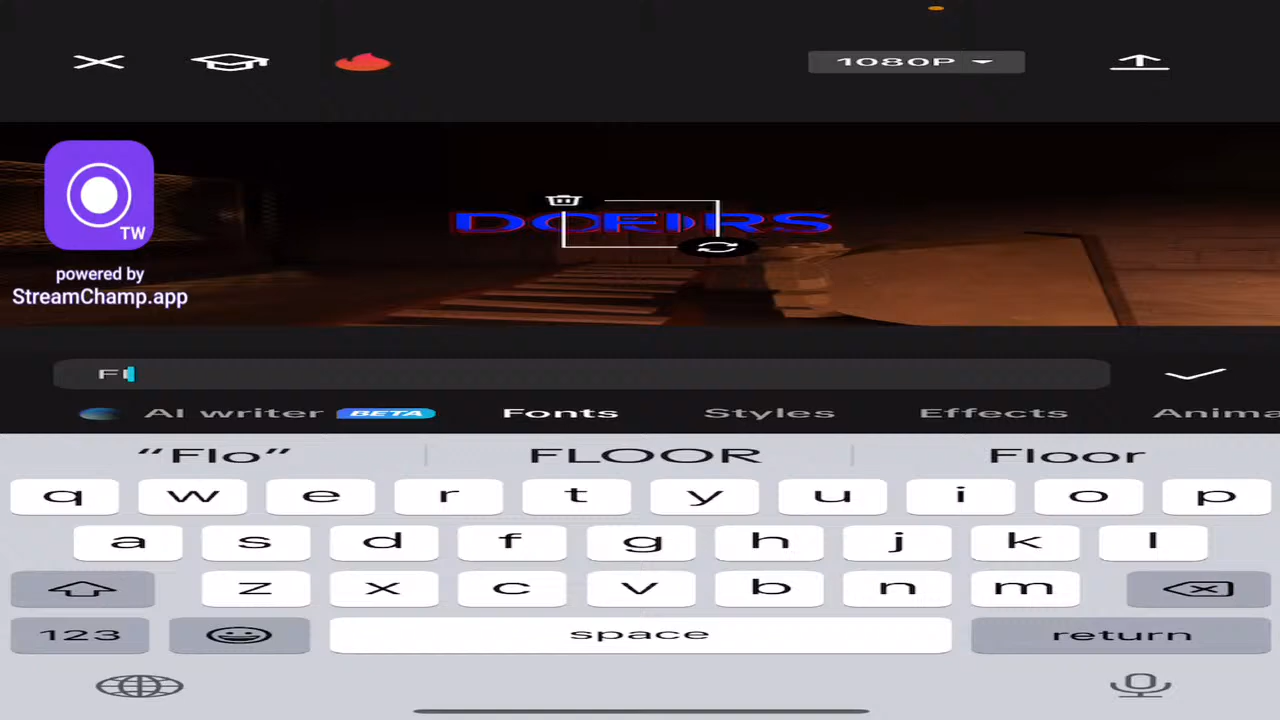 1080P
TW
powered by
StreamChamp.app
DOORS
AI writer BETA Fonts Styles Effects Anima
“Flo” FLOOR Floor
q w e r t y u i o p
a s d f g h j k l
z x c v b n m
123 space return